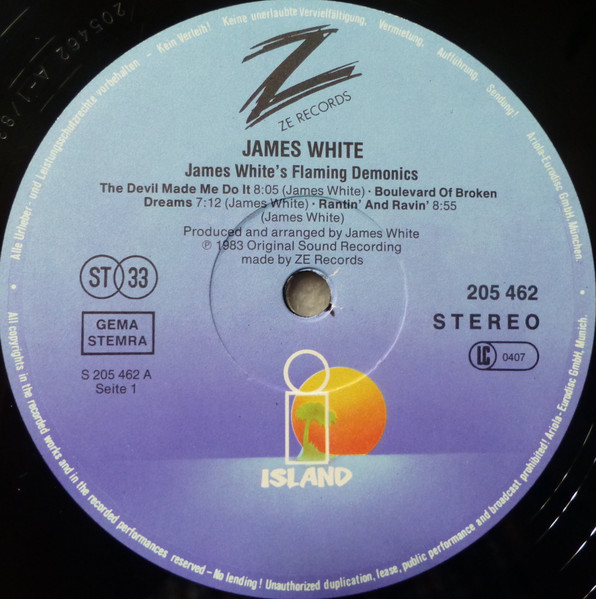 Alle Urheber- und Leistungsschutzrechte vorbehalten - Kein Verleih! Keine unerlaubte Vervielfältigung, Vermietung, Aufführung, Sendung!
Ariola-Eurodisc GmbH, München.
Z
ZE RECORDS
JAMES WHITE
James White's Flaming Demonics
The Devil Made Me Do It 8:05 (James White) · Boulevard Of Broken
Dreams 7:12 (James White) · Rantin' And Ravin' 8:55
(James White)
Produced and arranged by James White
℗ 1983 Original Sound Recording
made by ZE Records
ST 33
205 462
GEMA
STEMRA
STEREO
LC 0407
S 205 462 A
Seite 1
i
ISLAND
All copyrights in the recorded works and in the recorded performances reserved - No lending! Unauthorized duplication, lease, public performance and broadcast prohibited! Ariola-Eurodisc GmbH, Munich.